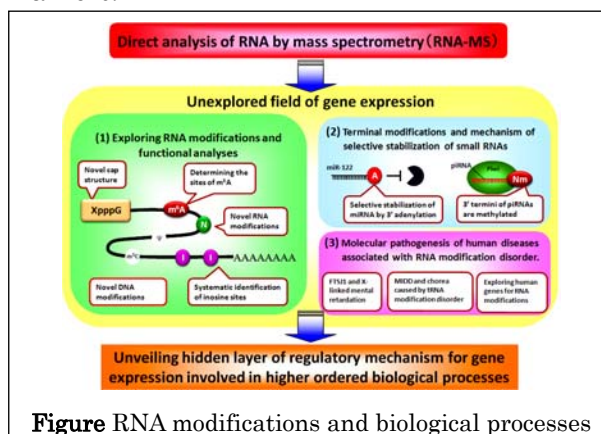 Direct analysis of RNA by mass spectrometry (RNA-MS)
Unexplored field of gene expression
(1) Exploring RNA modifications and
functional analyses
Novel cap
structure
Determining the
sites of m⁶A
XpppG
m⁶A
N
Novel RNA
modifications
Ψ
m⁵C
I
I
AAAAAAAA
Novel DNA
modifications
Systematic identification
of inosine sites
(2) Terminal modifications and mechanism of
selective stabilization of small RNAs
miR-122
A
Selective stabilization of
miRNA by 3' adenylation
piRNA
Piwi
Nm
3' termini of piRNAs
are methylated
(3) Molecular pathogenesis of human diseases
associated with RNA modification disorder.
FTSJ1 and X-
linked mental
retardation
MIDD and chorea
caused by tRNA
modification disorder
Exploring human
genes for RNA
modifications
Unveiling hidden layer of regulatory mechanism for gene
expression involved in higher ordered biological processes
Figure RNA modifications and biological processes